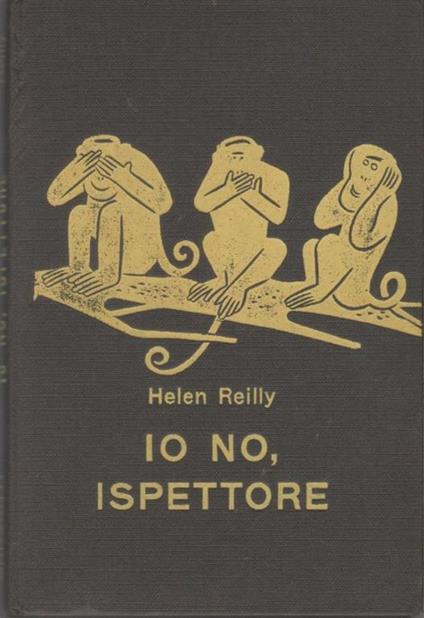 Helen Reilly
IO NO,
ISPETTORE